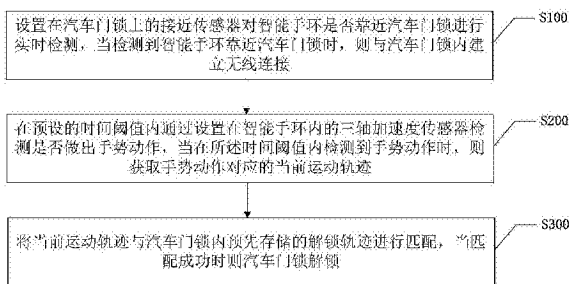 设置在汽车门锁上的接近传感器对智能手环是否靠近汽车门锁进行
实时检测，当检测到智能手环靠近汽车门锁时，则与汽车门锁内建
立无线连接
S100
在预设的时间阈值内通过设置在智能手环内的三轴加速度传感器检
测是否做出手势动作，当在所述时间阈值内检测到手势动作时，则
获取手势动作对应的当前运动轨迹
S200
将当前运动轨迹与汽车门锁内预先存储的解锁轨迹进行匹配，当匹
配成功时则汽车门锁解锁
S300